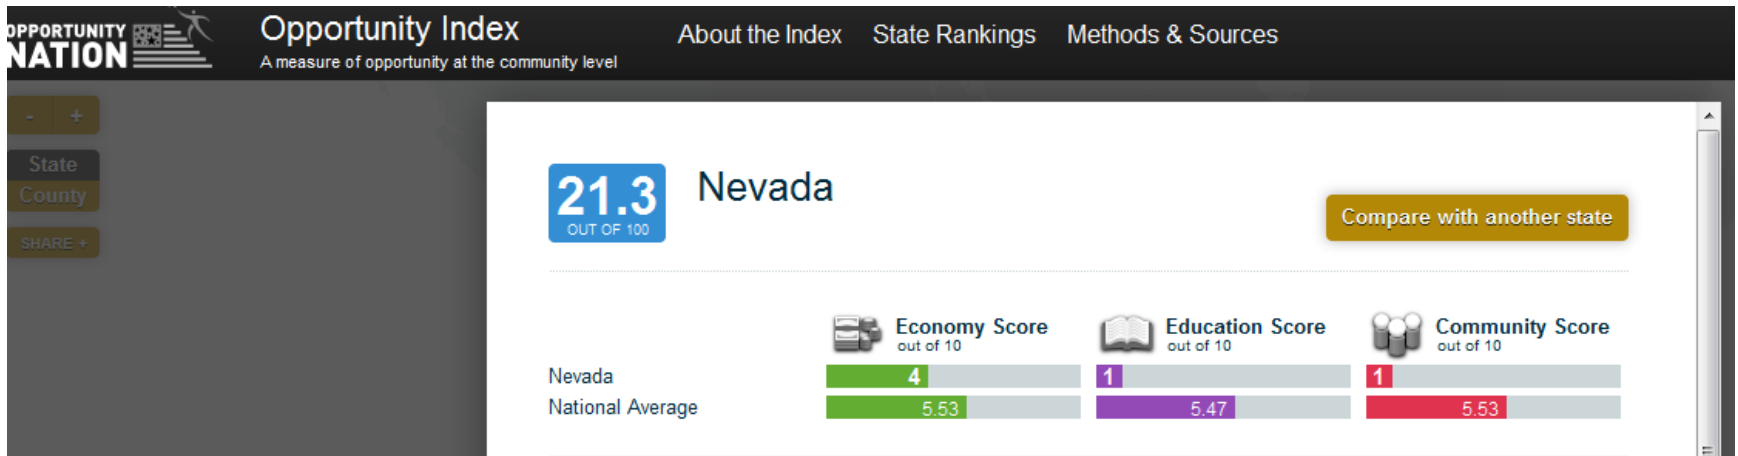 OPPORTUNITY
NATION
Opportunity Index
A measure of opportunity at the community level
About the Index
State Rankings
Methods & Sources
- +
State
County
SHARE +
21.3
OUT OF 100
Nevada
Compare with another state
Economy Score
out of 10
Education Score
out of 10
Community Score
out of 10
Nevada 4 1 1
National Average 5.53 5.47 5.53